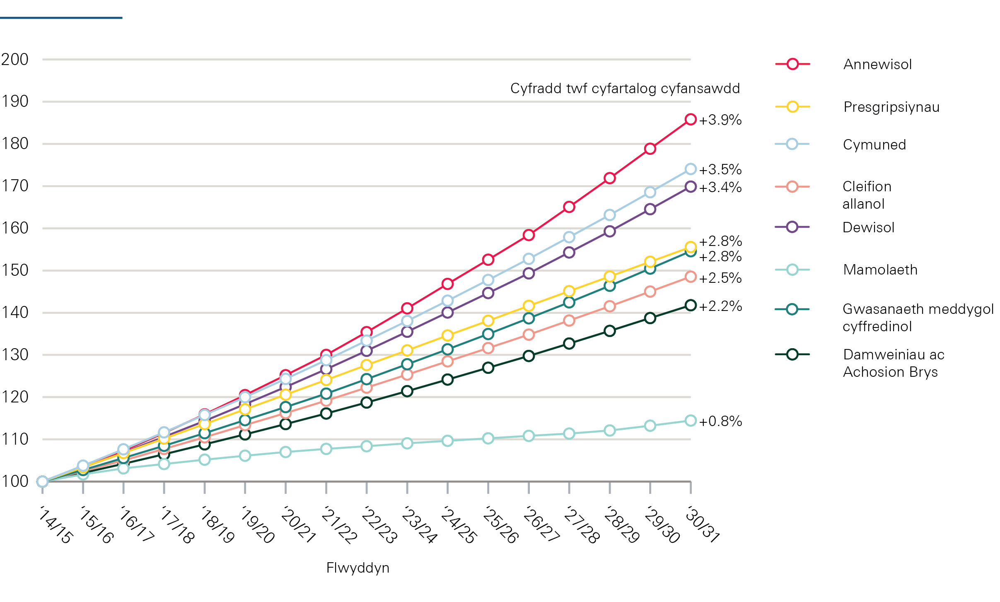 200
190
180
170
160
150
140
130
120
110
100
Cyfradd twf cyfartalog cyfansawdd
+3.9%
+3.5%
+3.4%
+2.8%
+2.8%
+2.5%
+2.2%
+0.8%
‘14/15
‘15/16
‘16/17
‘17/18
‘18/19
‘19/20
‘20/21
‘21/22
‘22/23
‘23/24
‘24/25
‘25/26
‘26/27
‘27/28
‘28/29
‘29/30
‘30/31
Flwyddyn
Annewisol
Presgripsiynau
Cymuned
Cleifion
allanol
Dewisol
Mamolaeth
Gwasanaeth meddygol
cyffredinol
Damweiniau ac
Achosion Brys